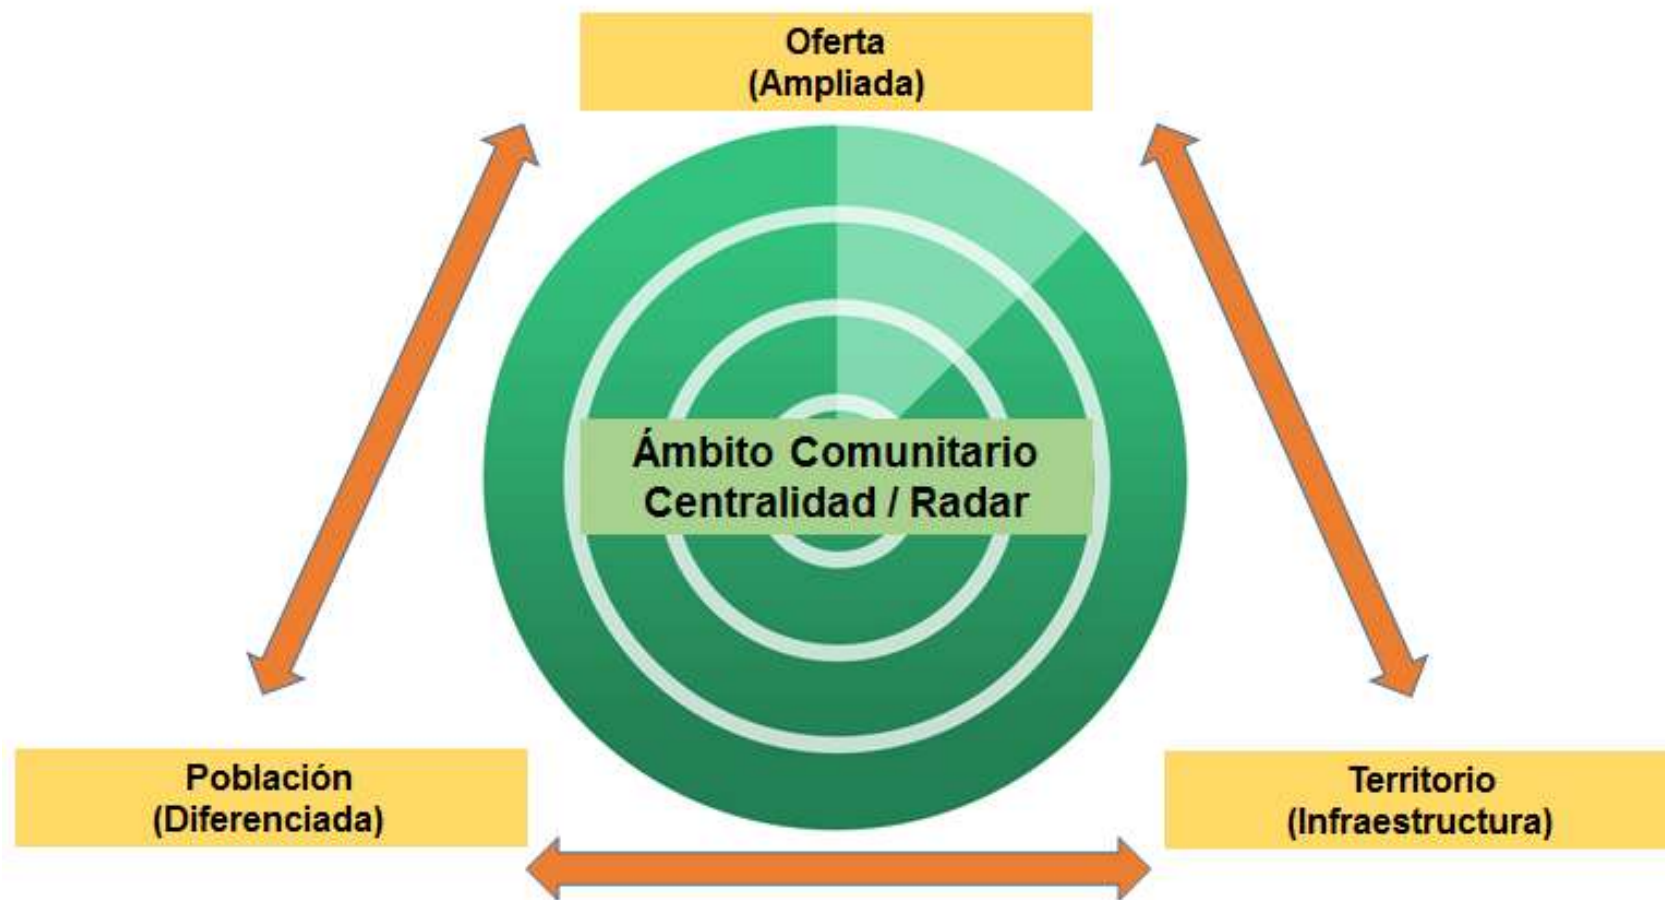 Oferta
(Ampliada)
Ámbito Comunitario
Centralidad / Radar
Población
(Diferenciada)
Territorio
(Infraestructura)